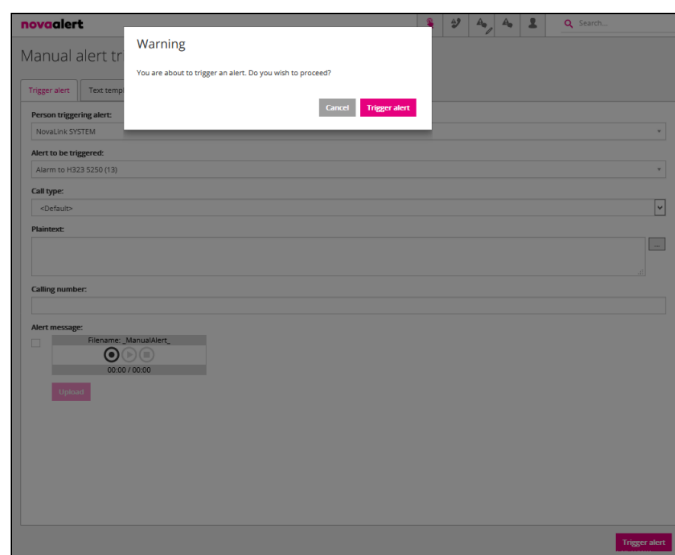 novaalert
Search...
Manual alert tr
Warning
You are about to trigger an alert. Do you wish to proceed?
Cancel
Trigger alert
Trigger alert
Text temp
Person triggering alert:
NovaLink SYSTEM
Alert to be triggered:
Alarm to H323 5250 (13)
Call type:
<Default>
Plaintext:
...
Calling number:
Alert message:
Filename: _ManualAlert_
00:00 / 00:00
Upload
Trigger alert